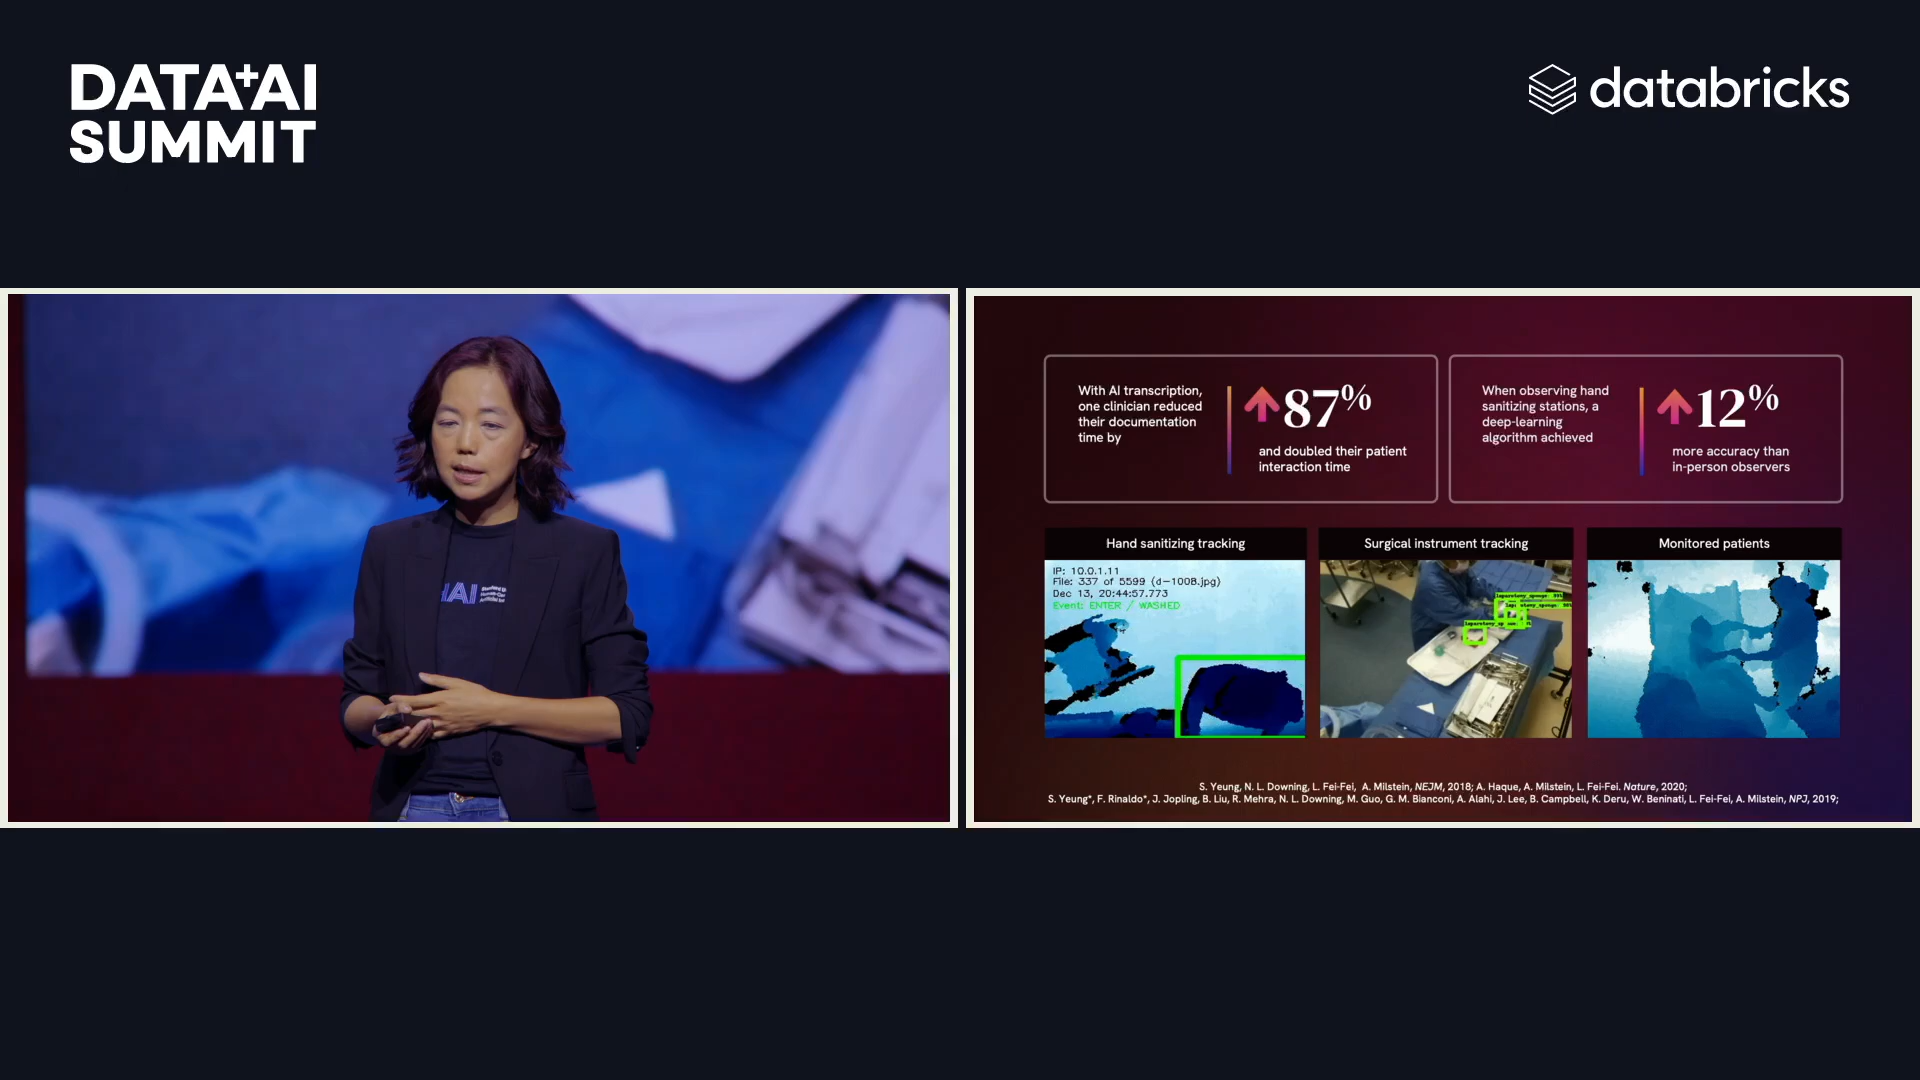 DATA+AI
SUMMIT
databricks
HAI
With AI transcription,
one clinician reduced
their documentation
time by
87%
and doubled their patient
interaction time
When observing hand
sanitizing stations, a
deep-learning
algorithm achieved
12%
more accuracy than
in-person observers
Hand sanitizing tracking
IP: 10.0.1.11
File: 337 of 5599 (d-1008.jpg)
Dec 13, 20:44:57.773
Event: ENTER / WASHED
Surgical instrument tracking
Monitored patients
S. Yeung, N. L. Downing, L. Fei-Fei, A. Milstein, NEJM, 2018; A. Haque, A. Milstein, L. Fei-Fei. Nature, 2020;
S. Yeung*, F. Rinaldo*, J. Jopling, B. Liu, R. Mehra, N. L. Downing, M. Guo, G. M. Bianconi, A. Alahi, J. Lee, B. Campbell, K. Deru, W. Beninati, L. Fei-Fei, A. Milstein, NPJ, 2019;